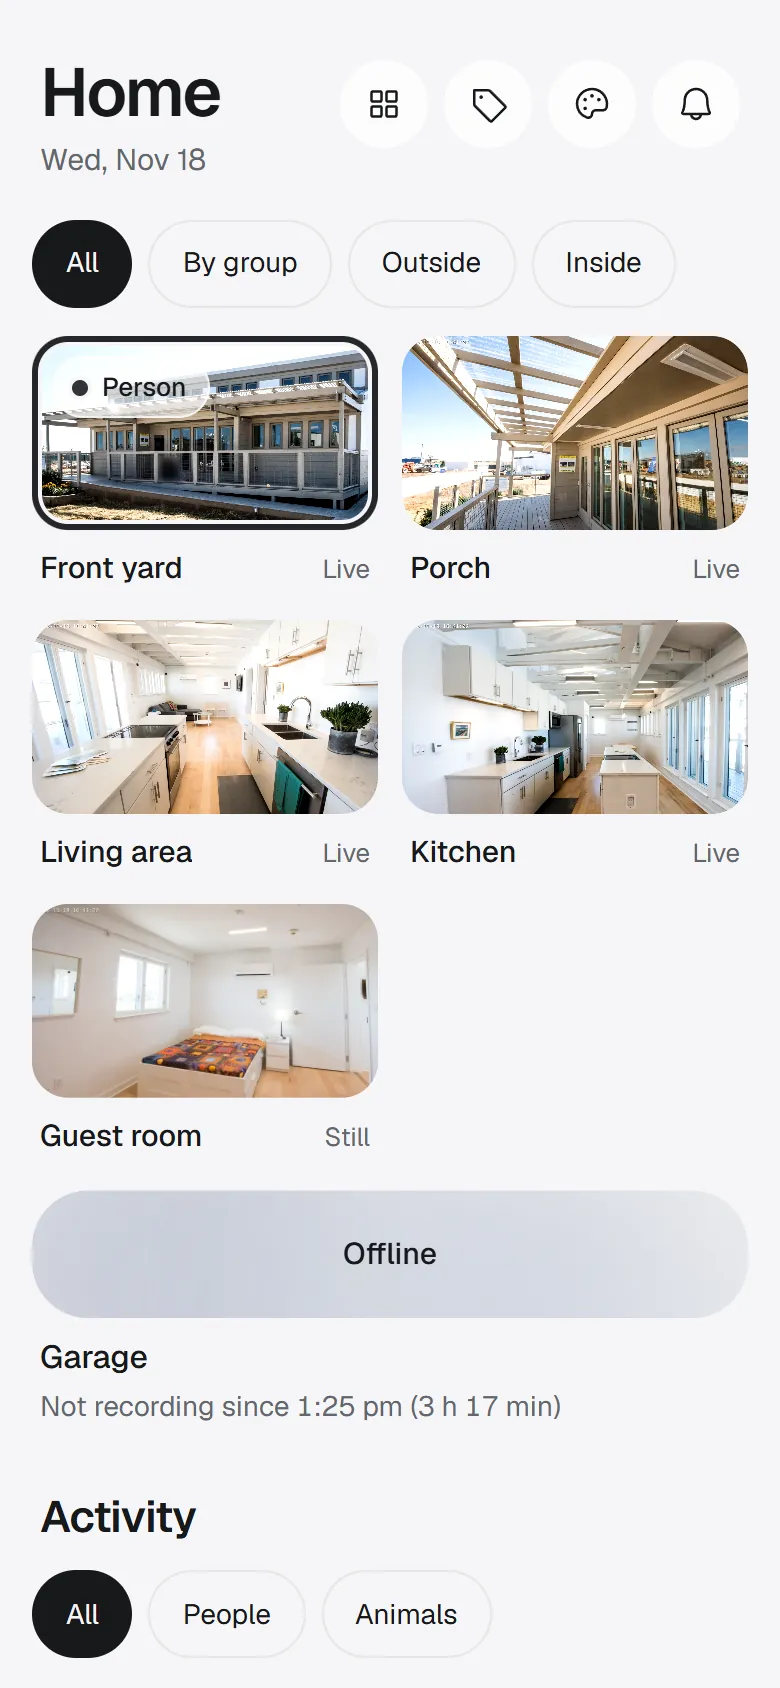 Home
Wed, Nov 18
All
By group
Outside
Inside
Person
Front yard
Live
Porch
Live
Living area
Live
Kitchen
Live
Guest room
Still
Offline
Garage
Not recording since 1:25 pm (3 h 17 min)
Activity
All
People
Animals